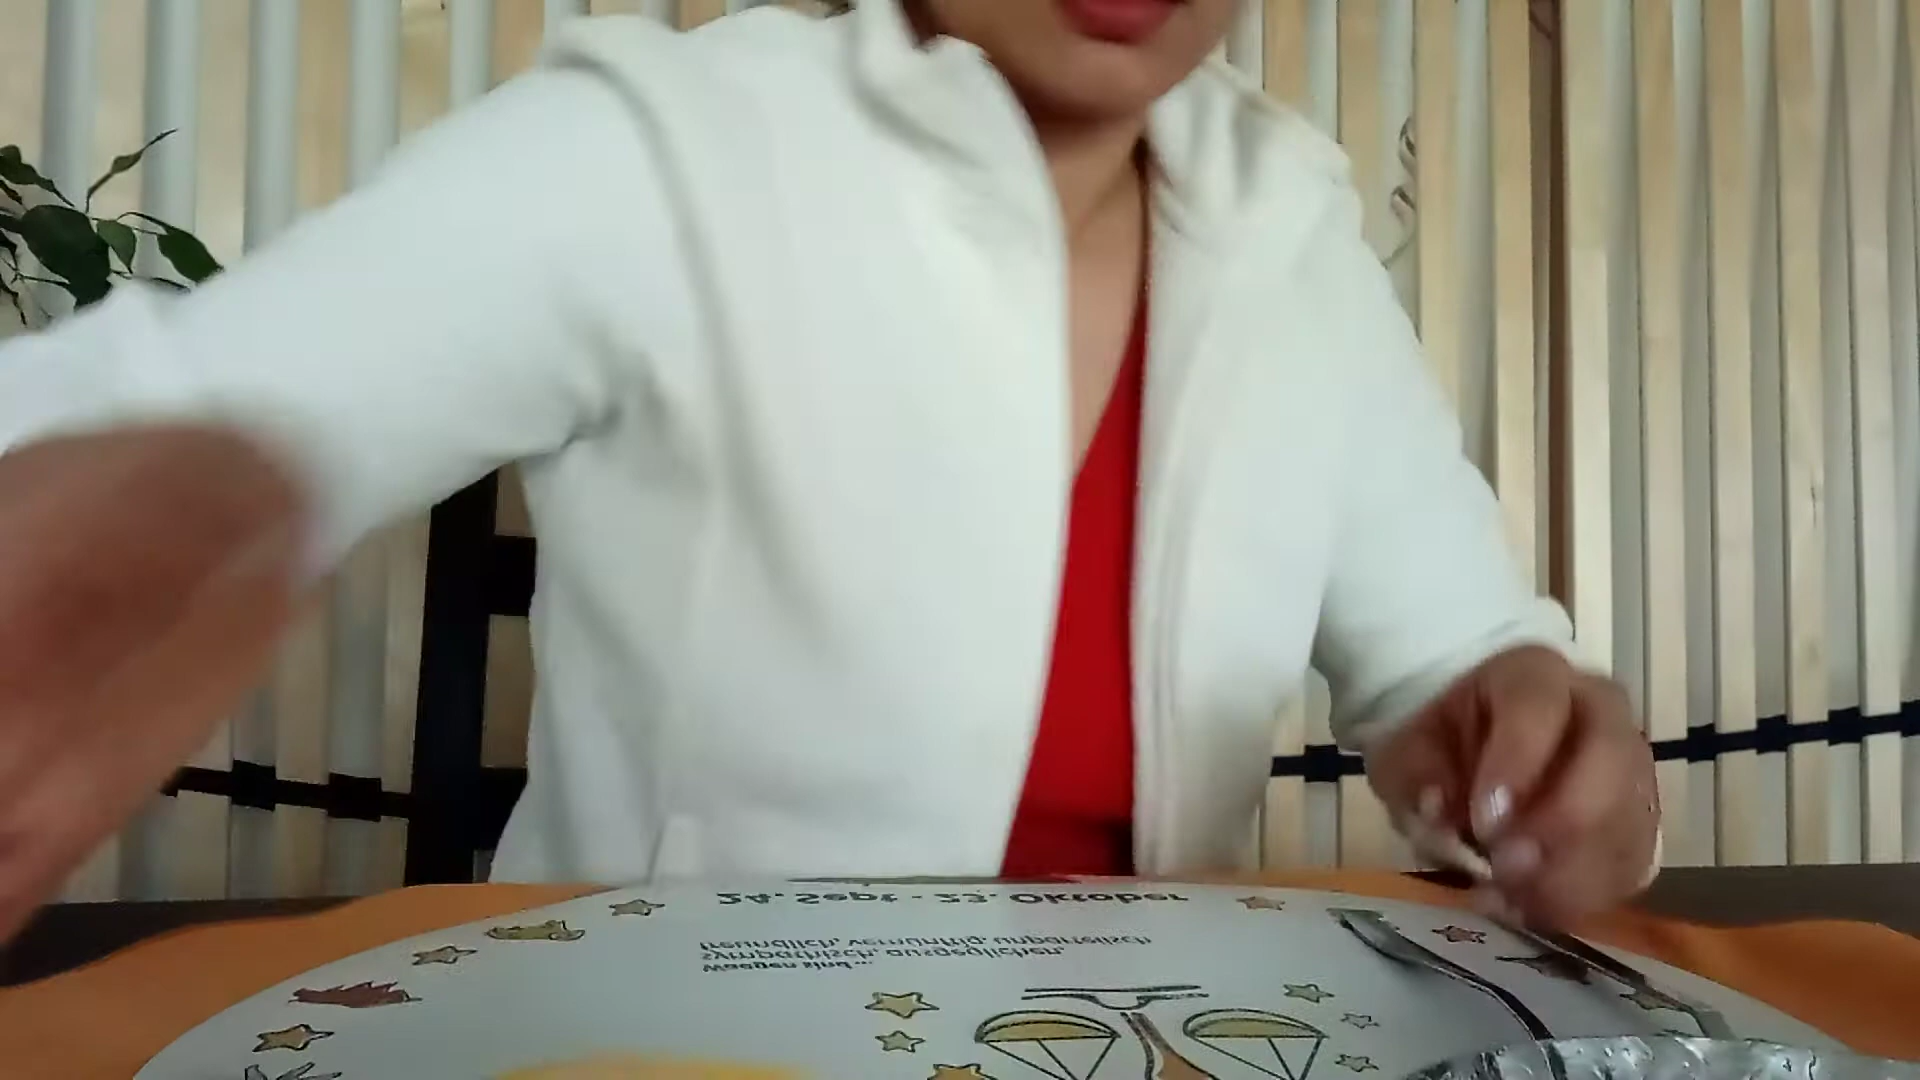 24. Sept - 23. Oktober
Waagen sind ...
sympathisch, ausgeglichen,
freundlich, vernünftig, unparteiisch